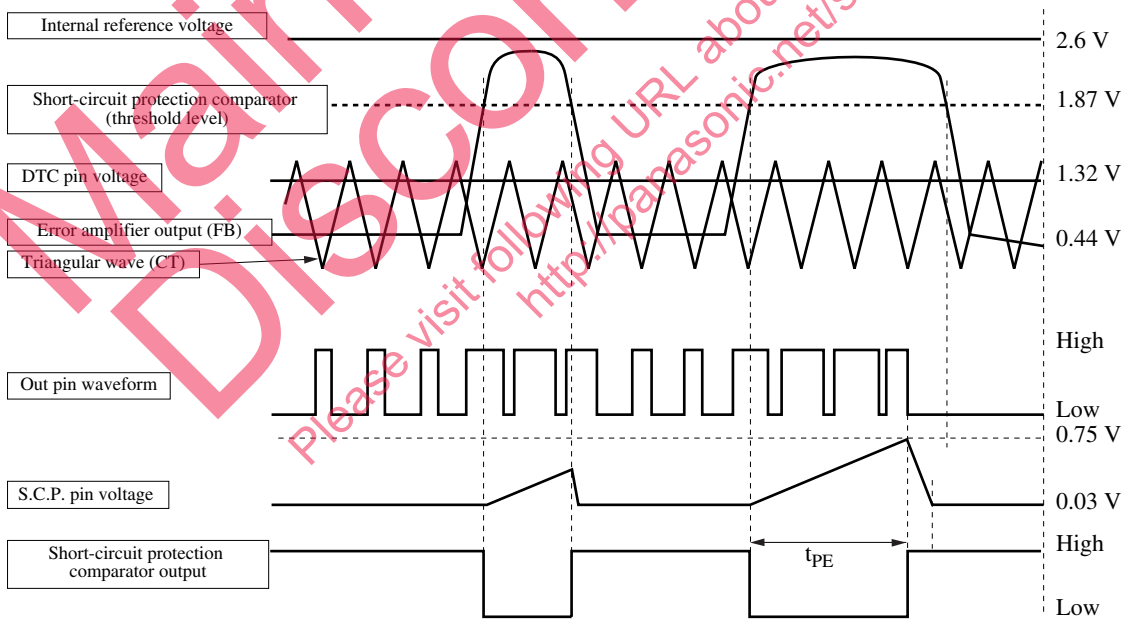 Internal reference voltage
2.6 V
Short-circuit protection comparator
(threshold level)
1.87 V
DTC pin voltage
1.32 V
Error amplifier output (FB)
0.44 V
Triangular wave (CT)
High
Out pin waveform
Low
0.75 V
S.C.P. pin voltage
0.03 V
Short-circuit protection
comparator output
High
tPE
Low
Please visit following URL abou
http://panasonic.net/s